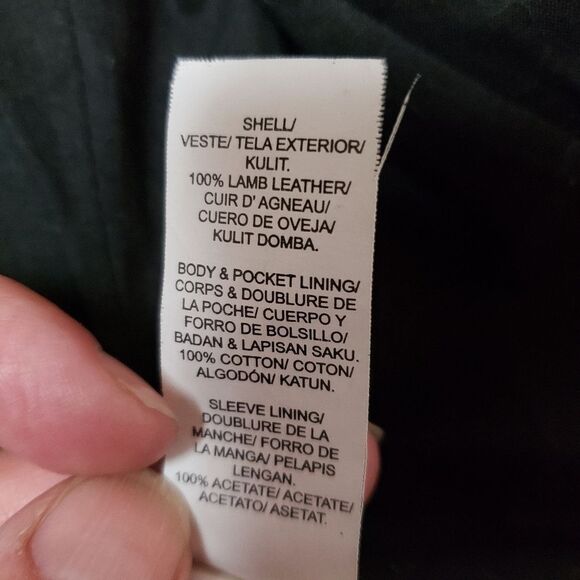 SHELL/
VESTE/ TELA EXTERIOR/
KULIT.
100% LAMB LEATHER/
CUIR D' AGNEAU/
CUERO DE OVEJA/
KULIT DOMBA.
BODY & POCKET LINING/
CORPS & DOUBLURE DE
LA POCHE/ CUERPO Y
FORRO DE BOLSILLO/
BADAN & LAPISAN SAKU.
100% COTTON/ COTON/
ALGODÓN/ KATUN.
SLEEVE LINING/
DOUBLURE DE LA
MANCHE/ FORRO DE
LA MANGA/ PELAPIS
LENGAN.
100% ACETATE/ ACETATE/
ACETATO/ ASETAT.